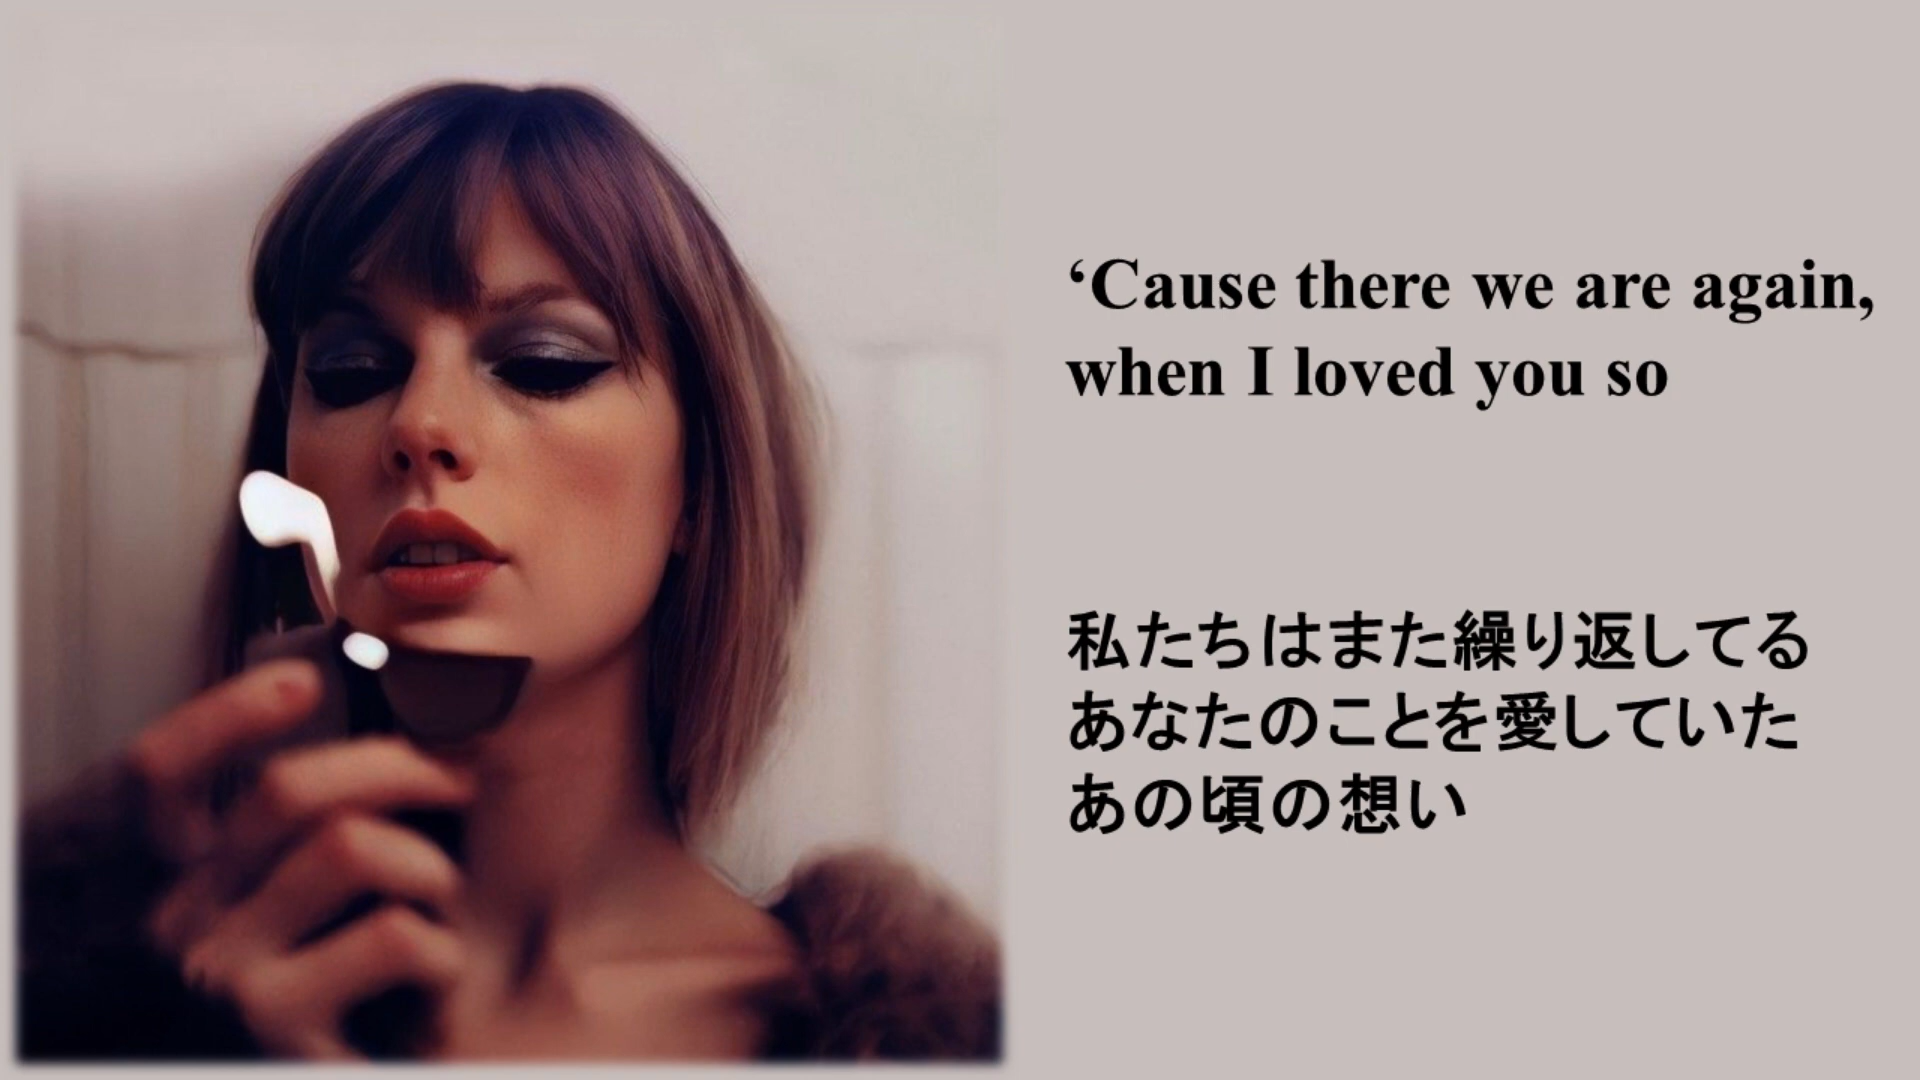 ‘Cause there we are again,
when I loved you so
私たちはまた繰り返してる
あなたのことを愛していた
あの頃の想い